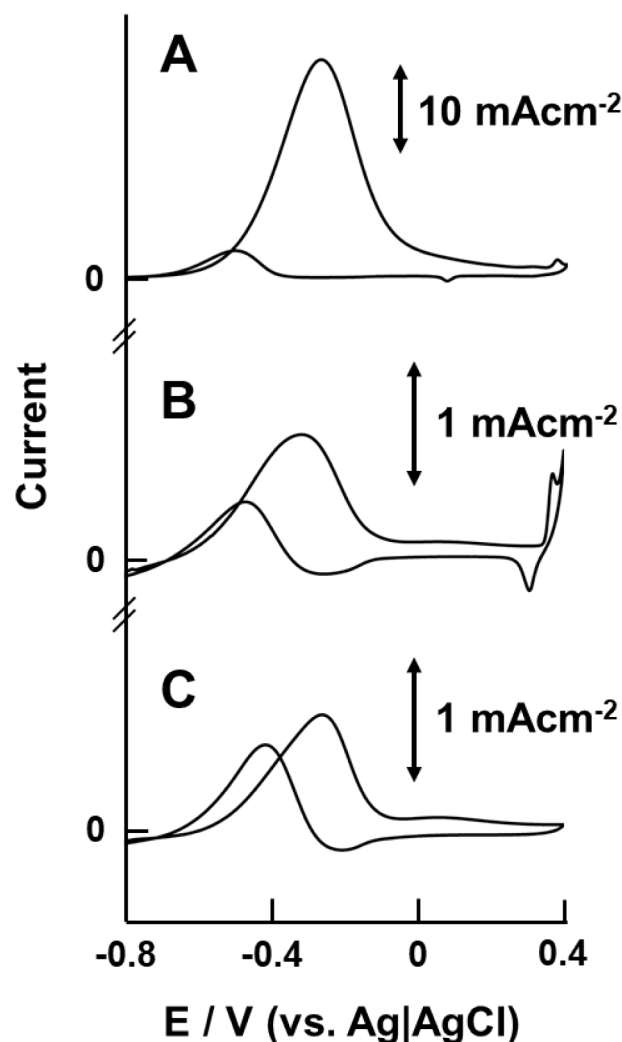 A
10 mAcm-2
0
B
1 mAcm-2
0
C
1 mAcm-2
0
Current
-0.8 -0.4 0 0.4
E / V (vs. Ag|AgCl)